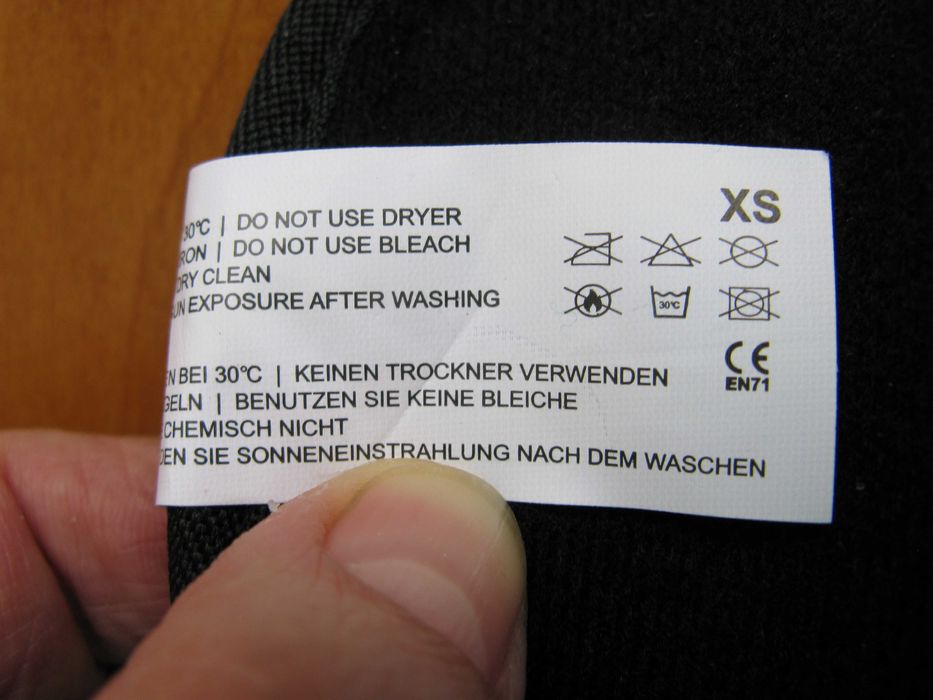 30°C | DO NOT USE DRYER
RON | DO NOT USE BLEACH
DRY CLEAN
UN EXPOSURE AFTER WASHING
XS
30°C
CE
EN71
EN BEI 30°C | KEINEN TROCKNER VERWENDEN
GELN | BENUTZEN SIE KEINE BLEICHE
CHEMISCH NICHT
DEN SIE SONNENEINSTRAHLUNG NACH DEM WASCHEN